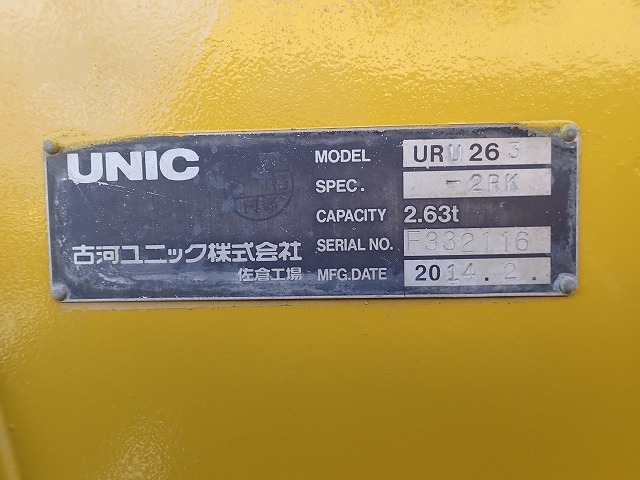 UNIC
MODEL URU263
SPEC. -2RK
CAPACITY 2.63t
古河ユニック株式会社 SERIAL NO. F332116
佐倉工場 MFG.DATE 2014.2.